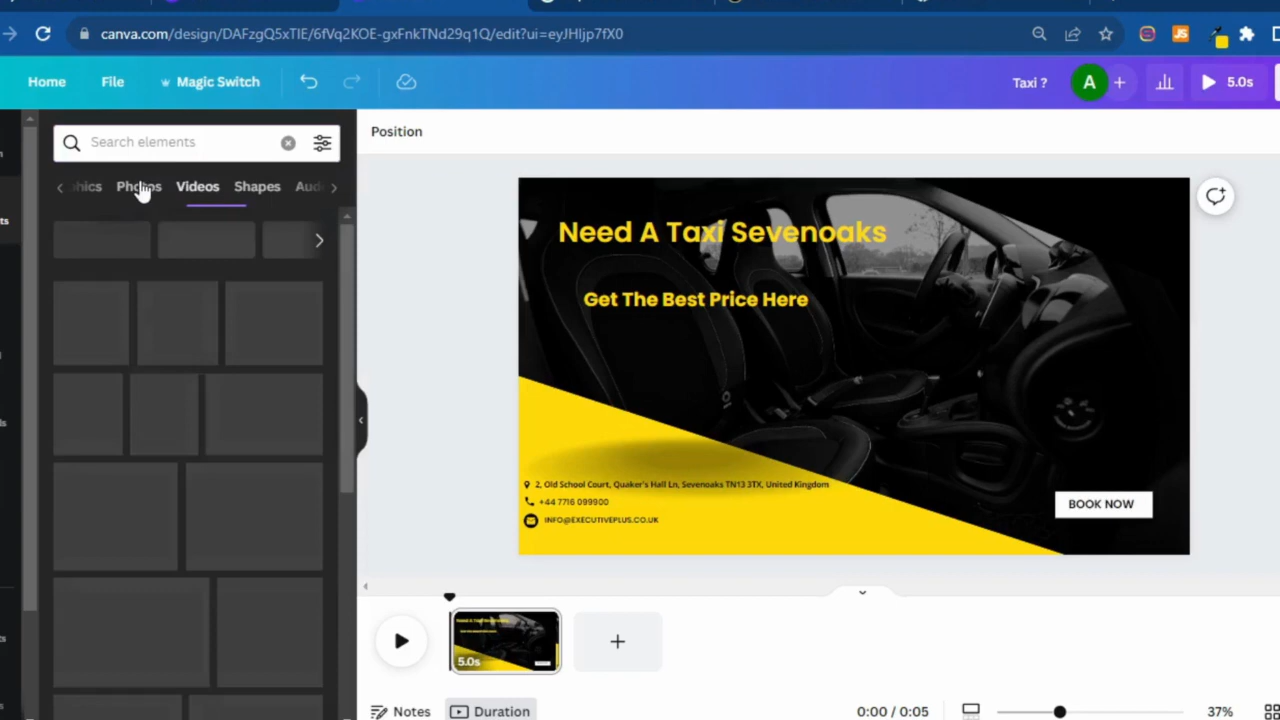 canva.com/design/DAFzgQ5xTIE/6fVq2KOE-gxFnkTNd29q1Q/edit?ui=eyJHljp7fX0
Home File Magic Switch Taxi ? A 5.0s
Search elements
Position
Photos Videos Shapes
Need A Taxi Sevenoaks
Get The Best Price Here
2, Old School Court, Quaker's Hall Ln, Sevenoaks TN13 3TX, United Kingdom
+44 7716 099900
INFO@EXECUTIVEPLUS.CO.UK
BOOK NOW
5.0s
Notes Duration 0:00 / 0:05 37%